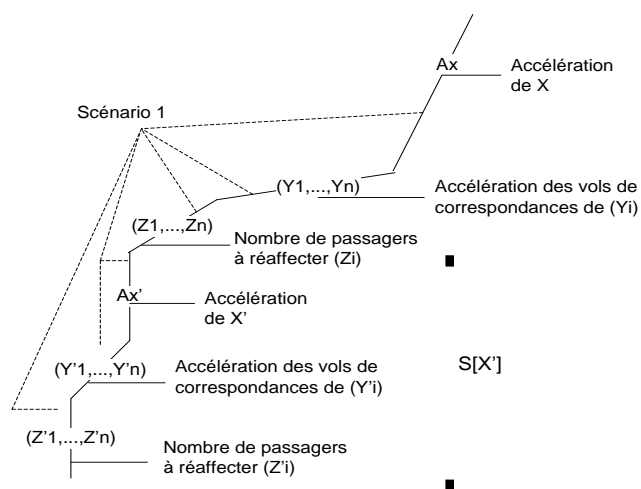 Ax
Accélération
de X
Scénario 1
(Y1,...,Yn)
Accélération des vols de
correspondances de (Yi)
(Z1,...,Zn)
Nombre de passagers
à réaffecter (Zi)
Ax'
Accélération
de X'
(Y'1,...,Y'n)
Accélération des vols de
correspondances de (Y'i)
S[X']
(Z'1,...,Z'n)
Nombre de passagers
à réaffecter (Z'i)